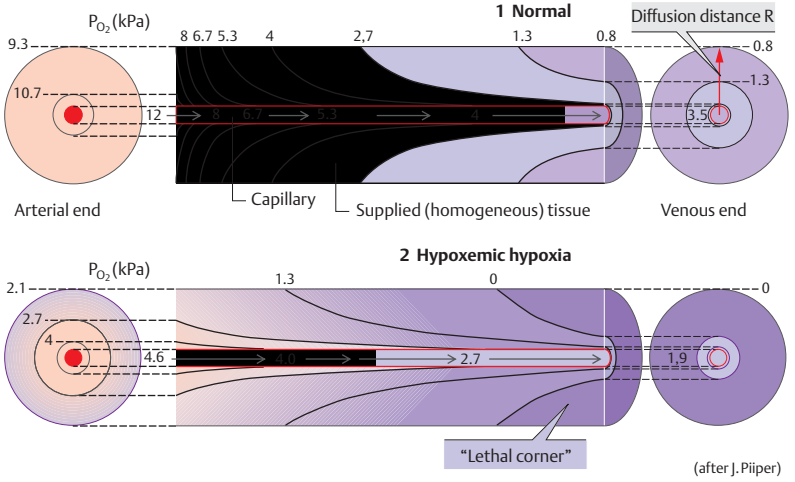 P_O₂ (kPa)
1 Normal
Diffusion distance R
9.3
8 6.7 5.3 4 2,7 1.3 0.8
0.8
1.3
10.7
12 8 6.7 5.3 4
3.5
Arterial end
Capillary
Supplied (homogeneous) tissue
Venous end
P_O₂ (kPa)
2 Hypoxemic hypoxia
2.1
1.3 0
0
2.7
4
4.6 4.0 2.7
1,9
“Lethal corner”
(after J. Piiper)